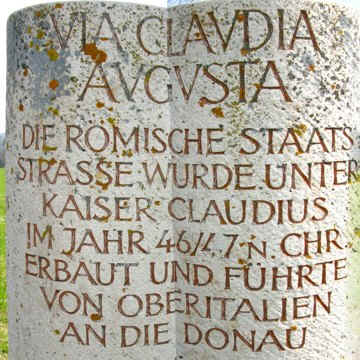 VIA CLAVDIA
AVGVSTA
DIE RÖMISCHE STAATS
STRASSE WURDE UNTER
KAISER CLAUDIUS
IM JAHR 46/47 N. CHR.
ERBAUT UND FÜHRTE
VON OBERITALIEN
AN DIE DONAU